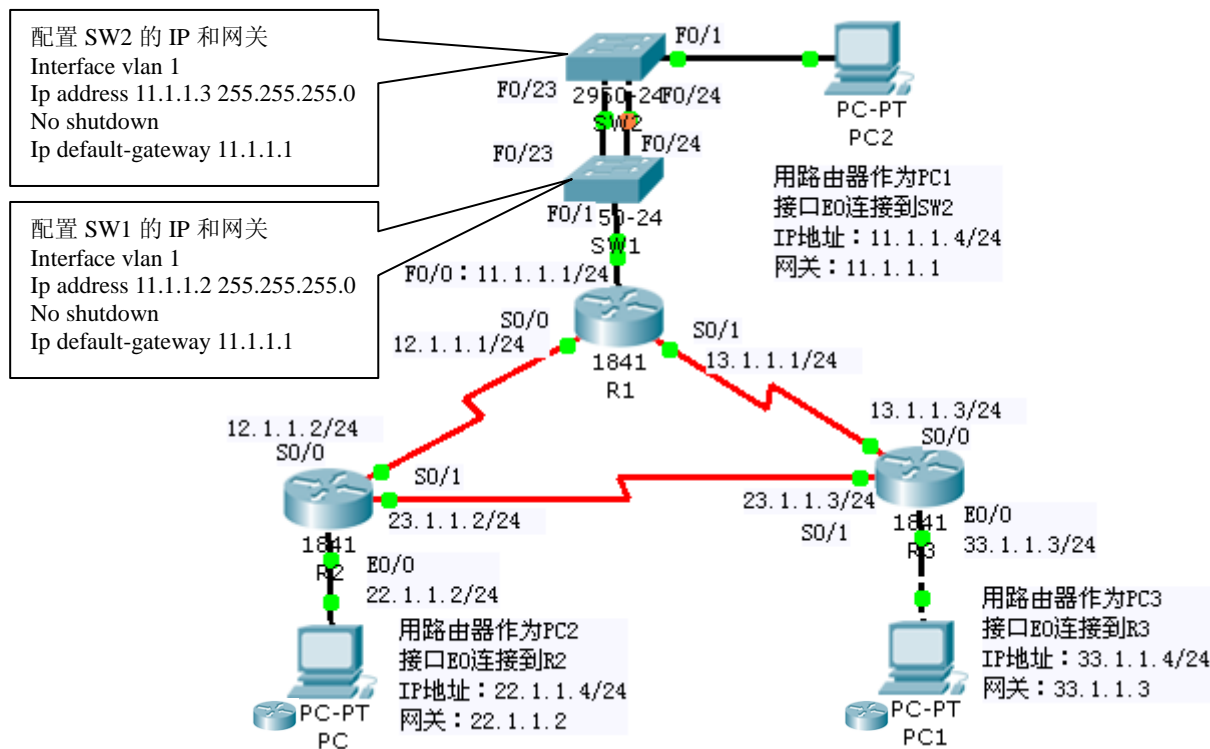 配置 SW2 的 IP 和网关
Interface vlan 1
Ip address 11.1.1.3 255.255.255.0
No shutdown
Ip default-gateway 11.1.1.1
F0/1
F0/23
2950-24
F0/24
SW2
PC-PT
PC2
F0/23
F0/24
用路由器作为PC1
接口E0连接到SW2
IP地址：11.1.1.4/24
网关：11.1.1.1
配置 SW1 的 IP 和网关
Interface vlan 1
Ip address 11.1.1.2 255.255.255.0
No shutdown
Ip default-gateway 11.1.1.1
F0/1
50-24
SW1
F0/0：11.1.1.1/24
S0/0
12.1.1.1/24
S0/1
13.1.1.1/24
1841
R1
12.1.1.2/24
S0/0
13.1.1.3/24
S0/0
S0/1
23.1.1.2/24
23.1.1.3/24
S0/1
1841
R2
E0/0
22.1.1.2/24
1841
R3
E0/0
33.1.1.3/24
用路由器作为PC2
接口E0连接到R2
IP地址：22.1.1.4/24
网关：22.1.1.2
PC-PT
PC
用路由器作为PC3
接口E0连接到R3
IP地址：33.1.1.4/24
网关：33.1.1.3
PC-PT
PC1